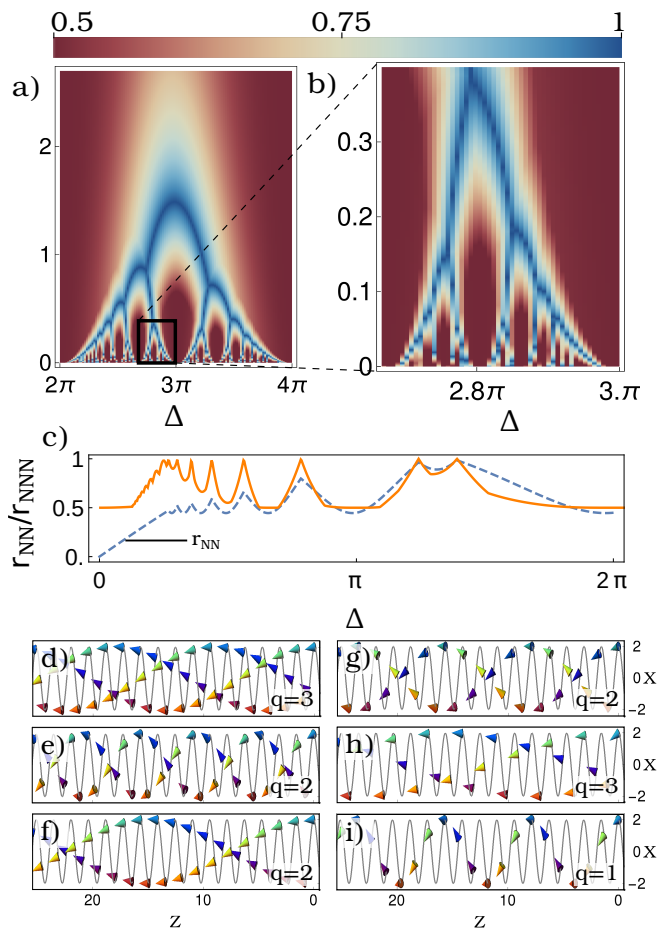 0.5 0.75 1
a) b)
2
1
0
2π 3π 4π
Δ
0.3
0.2
0.1
0
2.8π 3.π
Δ
c)
1
0.5
0.
r_NN/r_NNN
r_NN
0 π 2π
Δ
d) q=3
g) q=2
2
0 X
-2
e) q=2
h) q=3
2
0 X
-2
f) q=2
i) q=1
2
0 X
-2
20 10 0
z
20 10 0
z